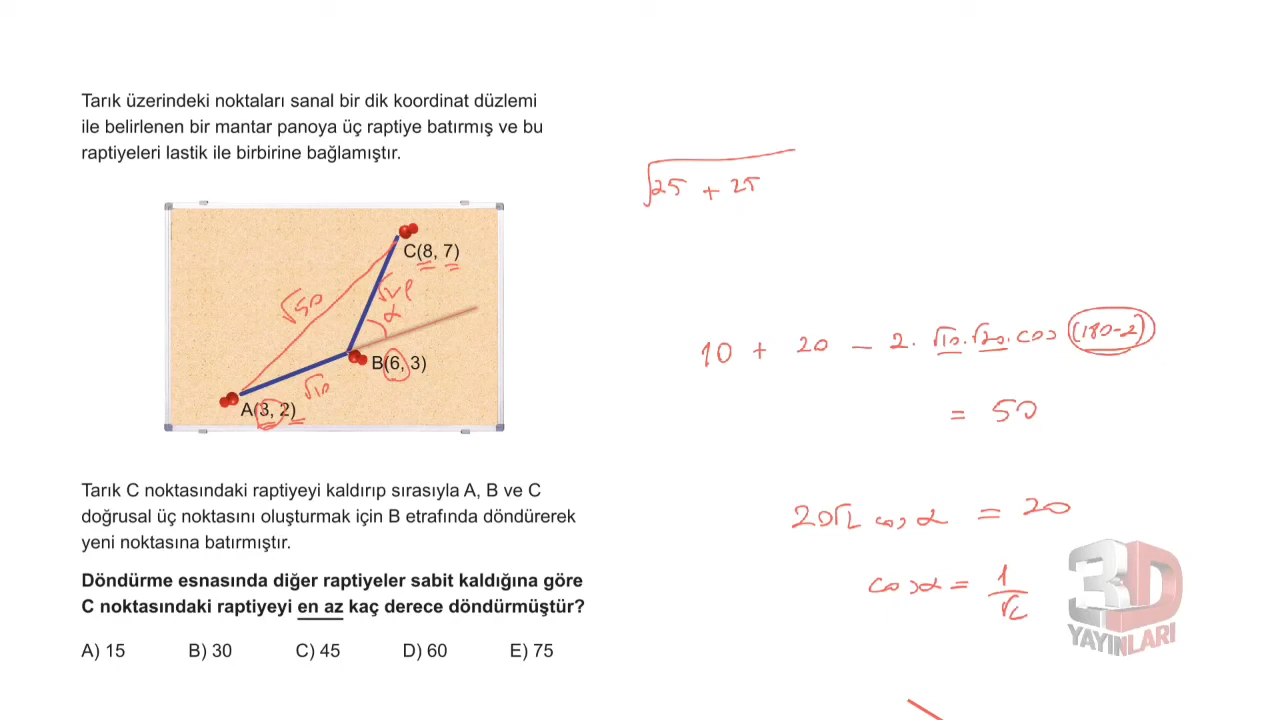 Tarık üzerindeki noktaları sanal bir dik koordinat düzlemi
ile belirlenen bir mantar panoya üç raptiye batırmış ve bu
raptiyeleri lastik ile birbirine bağlamıştır.
√25 + 25
C(8, 7)
√50
√20
α
B(6, 3)
√10
A(3, 2)
10 + 20 - 2. √10.√20.cos (180-2)
= 50
Tarık C noktasındaki raptiyeyi kaldırıp sırasıyla A, B ve C
doğrusal üç noktasını oluşturmak için B etrafında döndürerek
yeni noktasına batırmıştır.
20√2 cos α = 20
cos α = 1/√2
Döndürme esnasında diğer raptiyeler sabit kaldığına göre
C noktasındaki raptiyeyi en az kaç derece döndürmüştür?
A) 15 B) 30 C) 45 D) 60 E) 75
3D
YAYINLARI